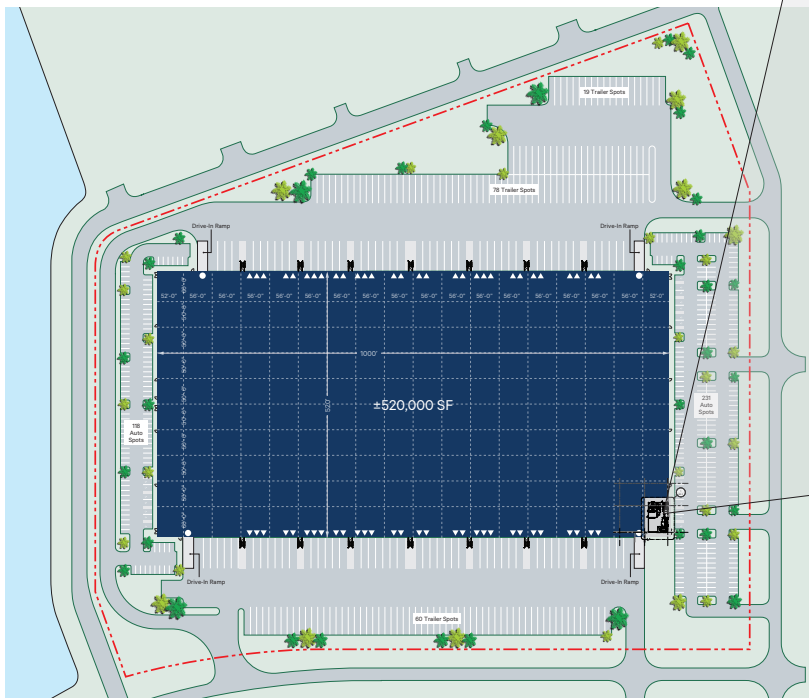 19 Trailer Spots
78 Trailer Spots
Drive-In Ramp
Drive-In Ramp
52'-0" 56'-0" 56'-0" 56'-0" 56'-0" 56'-0" 56'-0" 56'-0" 56'-0" 56'-0" 56'-0" 56'-0" 56'-0" 56'-0" 56'-0" 56'-0" 56'-0" 52'-0"
1000'
520'
±520,000 SF
118
Auto
Spots
231
Auto
Spots
Drive-In Ramp
Drive-In Ramp
60 Trailer Spots